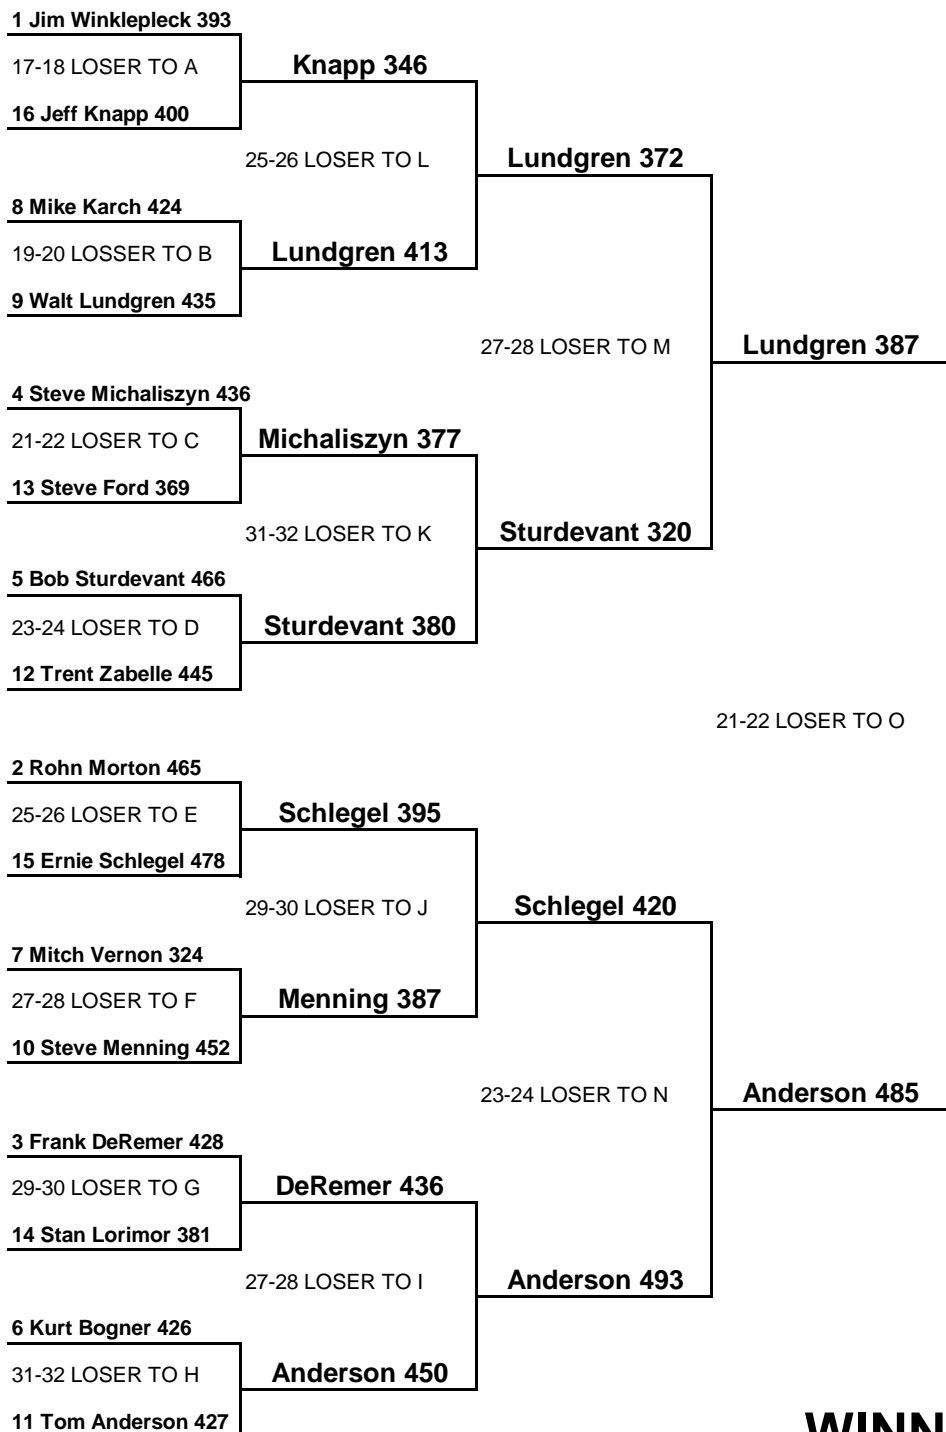 1 Jim Winklepleck 393
17-18 LOSER TO A
Knapp 346
16 Jeff Knapp 400
25-26 LOSER TO L
Lundgren 372
8 Mike Karch 424
19-20 LOSSER TO B
Lundgren 413
9 Walt Lundgren 435
27-28 LOSER TO M
Lundgren 387
4 Steve Michaliszyn 436
21-22 LOSER TO C
Michaliszyn 377
13 Steve Ford 369
31-32 LOSER TO K
Sturdevant 320
5 Bob Sturdevant 466
23-24 LOSER TO D
Sturdevant 380
12 Trent Zabelle 445
21-22 LOSER TO O
2 Rohn Morton 465
25-26 LOSER TO E
Schlegel 395
15 Ernie Schlegel 478
29-30 LOSER TO J
Schlegel 420
7 Mitch Vernon 324
27-28 LOSER TO F
Menning 387
10 Steve Menning 452
23-24 LOSER TO N
Anderson 485
3 Frank DeRemer 428
29-30 LOSER TO G
DeRemer 436
14 Stan Lorimor 381
27-28 LOSER TO I
Anderson 493
6 Kurt Bogner 426
31-32 LOSER TO H
Anderson 450
11 Tom Anderson 427
WINN